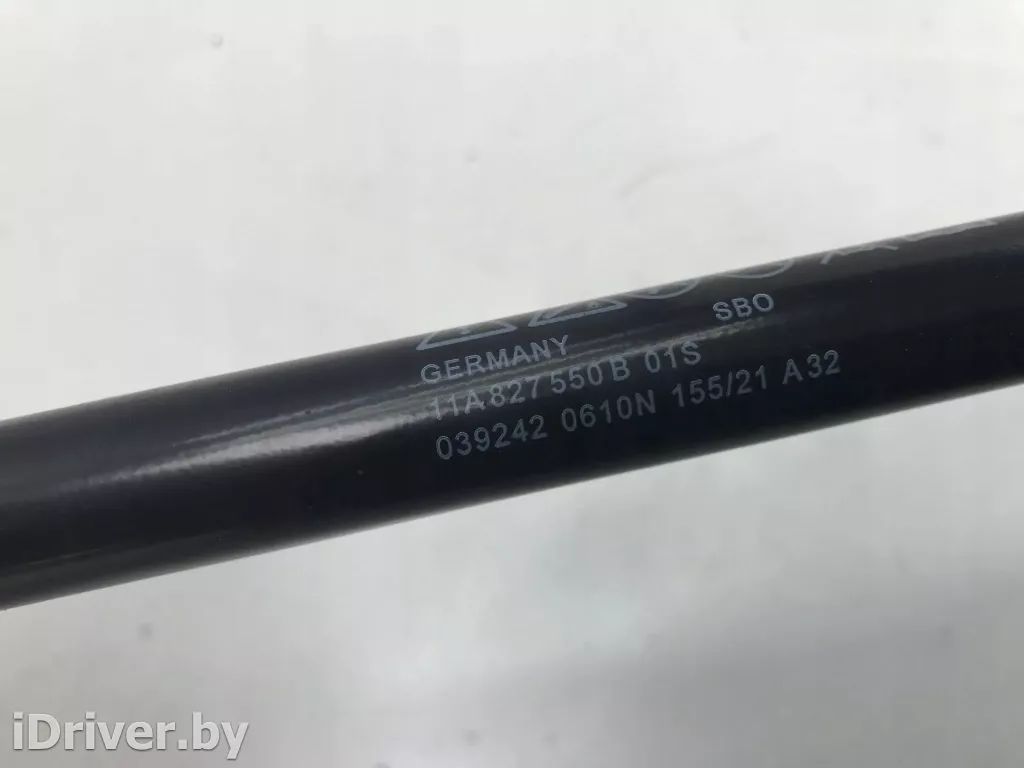 SBO
GERMANY
11A 827 550 B 01S
039242 0610N 155/21 A32
iDriver.by